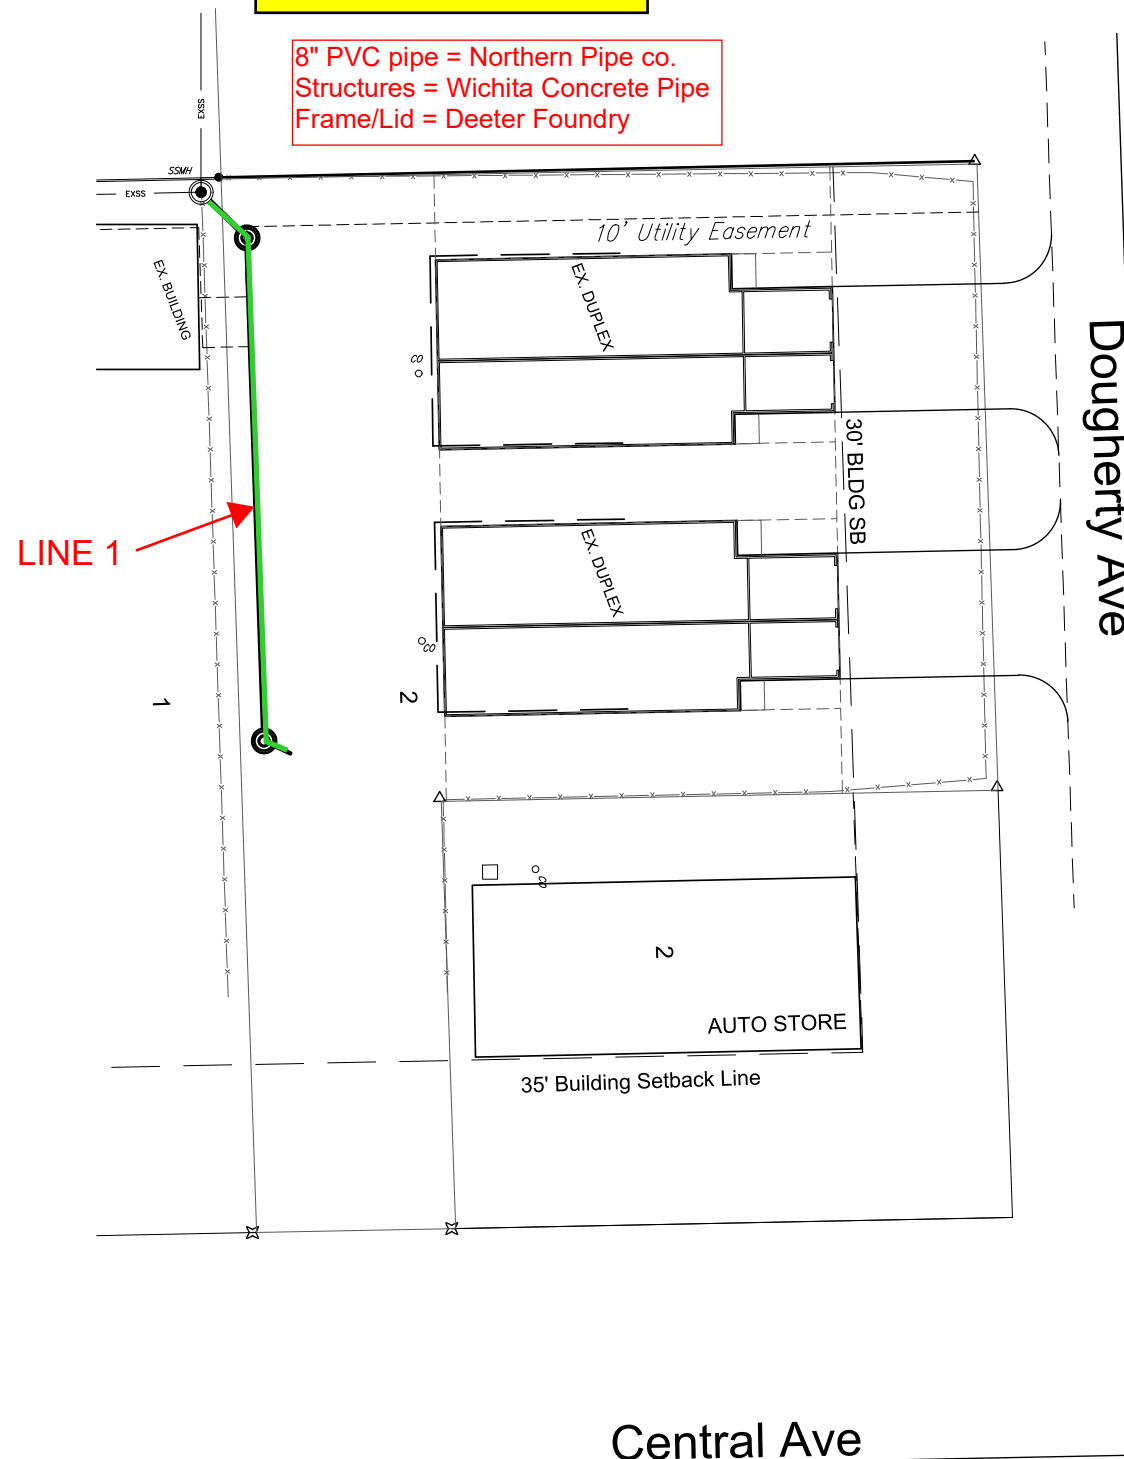 8" PVC pipe = Northern Pipe co.
Structures = Wichita Concrete Pipe
Frame/Lid = Deeter Foundry
EXSS
SSMH
EXSS
10' Utility Easement
EX. BUILDING
EX. DUPLEX
CO
30' BLDG SB
Dougherty Ave
LINE 1
EX. DUPLEX
CO
1
2
CO
2
AUTO STORE
35' Building Setback Line
Central Ave